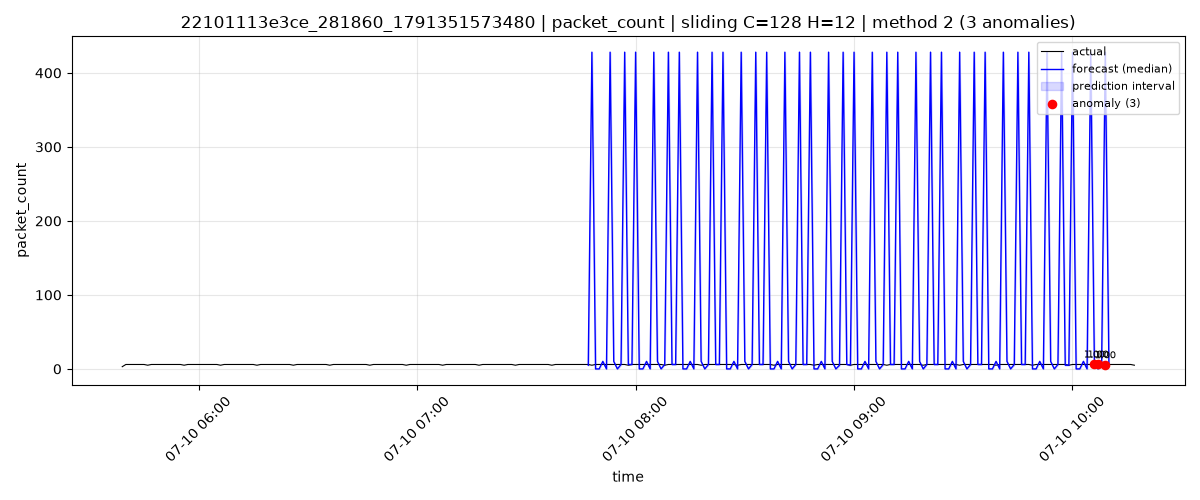 22101113e3ce_281860_1791351573480 | packet_count | sliding C=128 H=12 | method 2 (3 anomalies)
actual
forecast (median)
prediction interval
anomaly (3)
400
300
200
100
0
packet_count
07-10 06:00
07-10 07:00
07-10 08:00
07-10 09:00
07-10 10:00
time